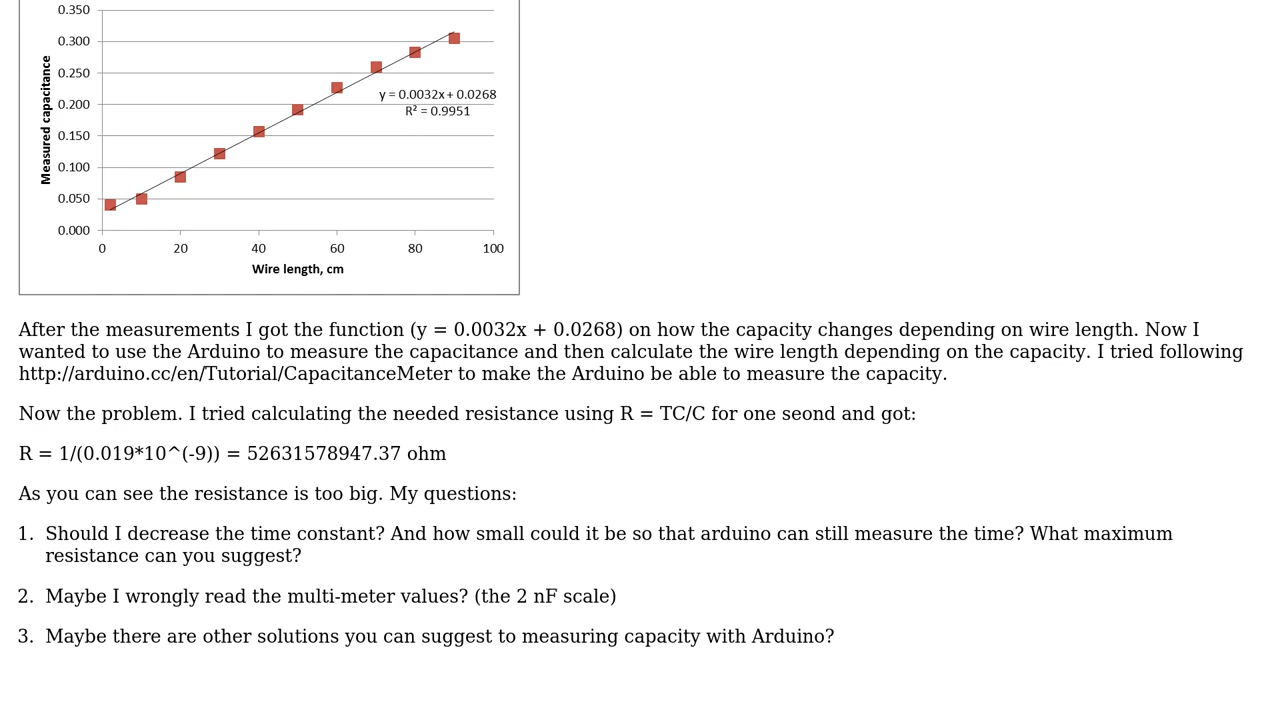 0.350
0.300
0.250
0.200
0.150
0.100
0.050
0.000
Measured capacitance
y = 0.0032x + 0.0268
R² = 0.9951
0 20 40 60 80 100
Wire length, cm
After the measurements I got the function (y = 0.0032x + 0.0268) on how the capacity changes depending on wire length. Now I
wanted to use the Arduino to measure the capacitance and then calculate the wire length depending on the capacity. I tried following
http://arduino.cc/en/Tutorial/CapacitanceMeter to make the Arduino be able to measure the capacity.
Now the problem. I tried calculating the needed resistance using R = TC/C for one seond and got:
R = 1/(0.019*10^(-9)) = 52631578947.37 ohm
As you can see the resistance is too big. My questions:
1. Should I decrease the time constant? And how small could it be so that arduino can still measure the time? What maximum
resistance can you suggest?
2. Maybe I wrongly read the multi-meter values? (the 2 nF scale)
3. Maybe there are other solutions you can suggest to measuring capacity with Arduino?